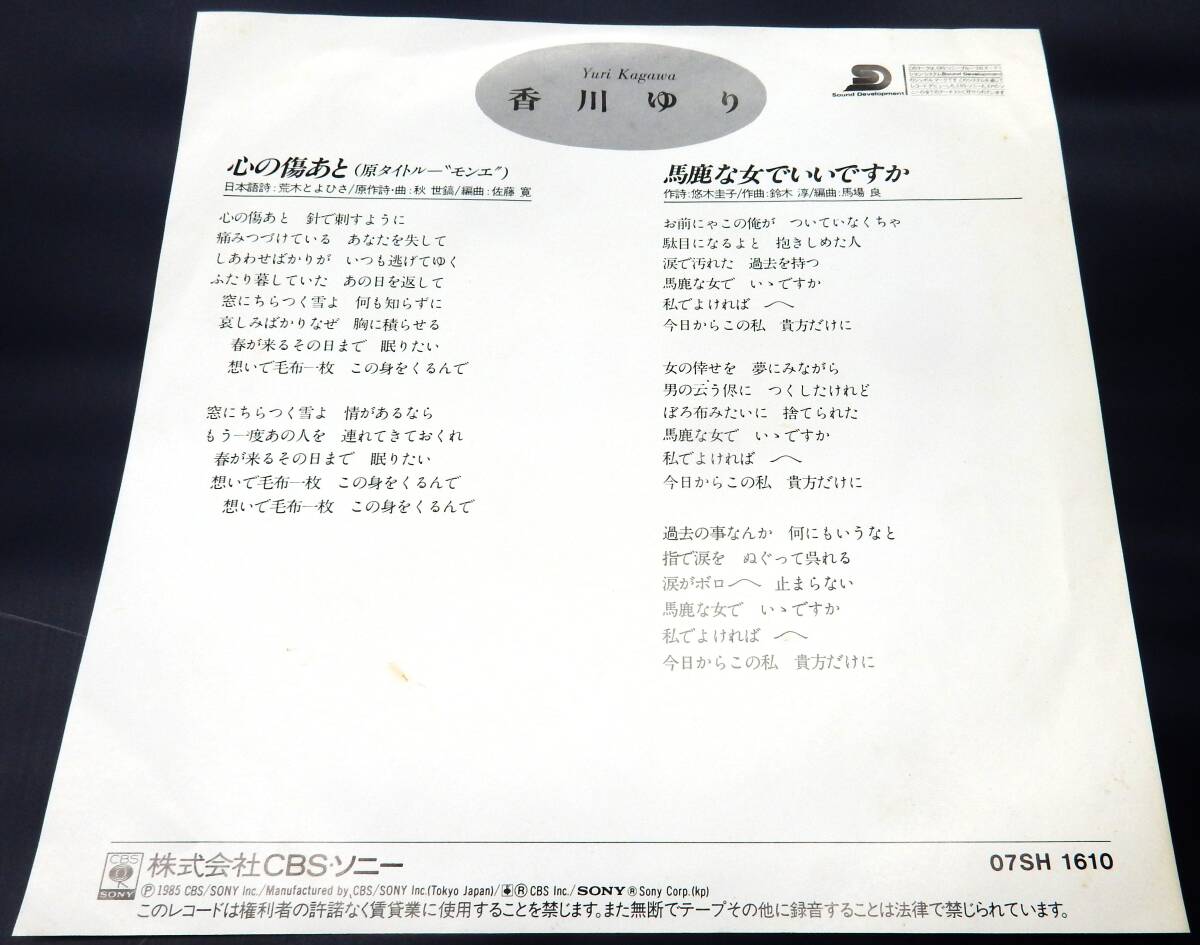 Yuri Kagawa
香川ゆり
Sound Development
心の傷あと(原タイトル―“モンエ”)
日本語詩:荒木とよひさ/原作詩・曲:秋 世鎬/編曲:佐藤 寛
心の傷あと 針で刺すように
痛みつづけている あなたを失して
しあわせばかりが いつも逃げてゆく
ふたり暮していた あの日を返して
窓にちらつく雪よ 何も知らずに
哀しみばかりなぜ 胸に積らせる
春が来るその日まで 眠りたい
想いで毛布一枚 この身をくるんで
窓にちらつく雪よ 情があるなら
もう一度あの人を 連れてきておくれ
春が来るその日まで 眠りたい
想いで毛布一枚 この身をくるんで
想いで毛布一枚 この身をくるんで
馬鹿な女でいいですか
作詩:悠木圭子/作曲:鈴木 淳/編曲:馬場 良
お前にゃこの俺が ついていなくちゃ
駄目になるよと 抱きしめた人
涙で汚れた 過去を持つ
馬鹿な女で いゝですか
私でよければ 〱
今日からこの私 貴方だけに
女の倖せを 夢にみながら
男の云う侭に つくしたけれど
ぼろ布みたいに 捨てられた
馬鹿な女で いゝですか
私でよければ 〱
今日からこの私 貴方だけに
過去の事なんか 何にもいうなと
指で涙を ぬぐって呉れる
涙がボロ〱 止まらない
馬鹿な女で いゝですか
私でよければ 〱
今日からこの私 貴方だけに
CBS
SONY
株式会社CBS・ソニー
07SH 1610
Ⓟ1985 CBS/SONY Inc./Manufactured by CBS/SONY Inc.(Tokyo Japan)/®CBS Inc./SONY®Sony Corp.(kp)
このレコードは権利者の許諾なく賃貸業に使用することを禁じます。また無断でテープその他に録音することは法律で禁じられています。